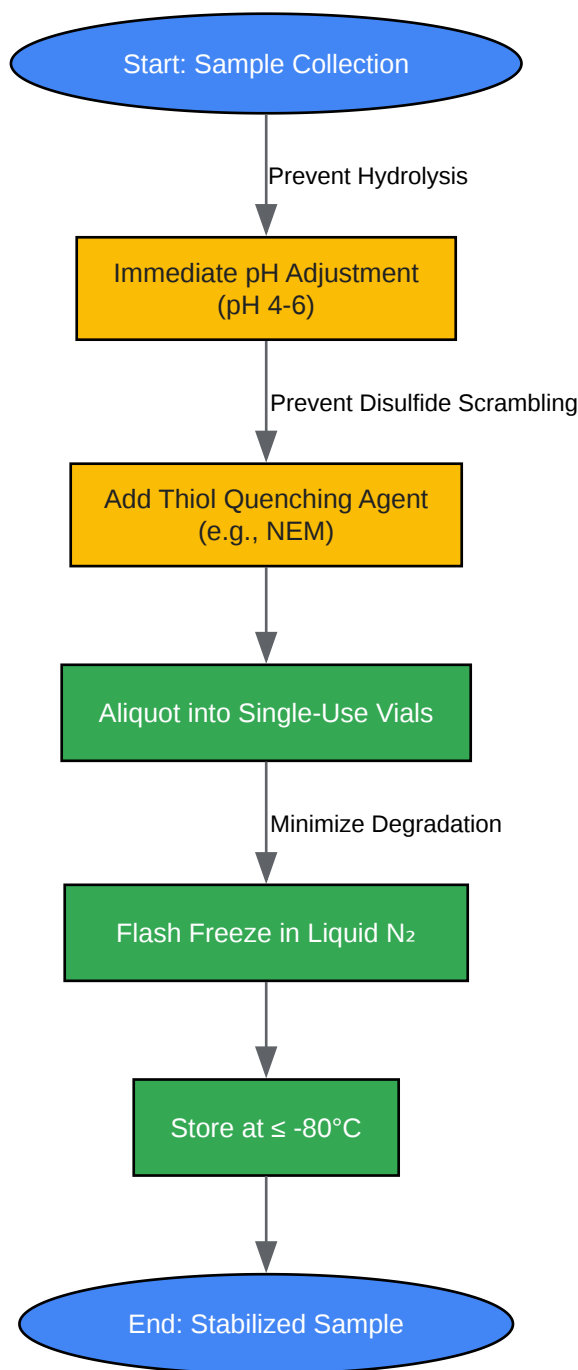 Start: Sample Collection
Prevent Hydrolysis
Immediate pH Adjustment
(pH 4-6)
Prevent Disulfide Scrambling
Add Thiol Quenching Agent
(e.g., NEM)
Aliquot into Single-Use Vials
Minimize Degradation
Flash Freeze in Liquid N₂
Store at ≤ -80°C
End: Stabilized Sample